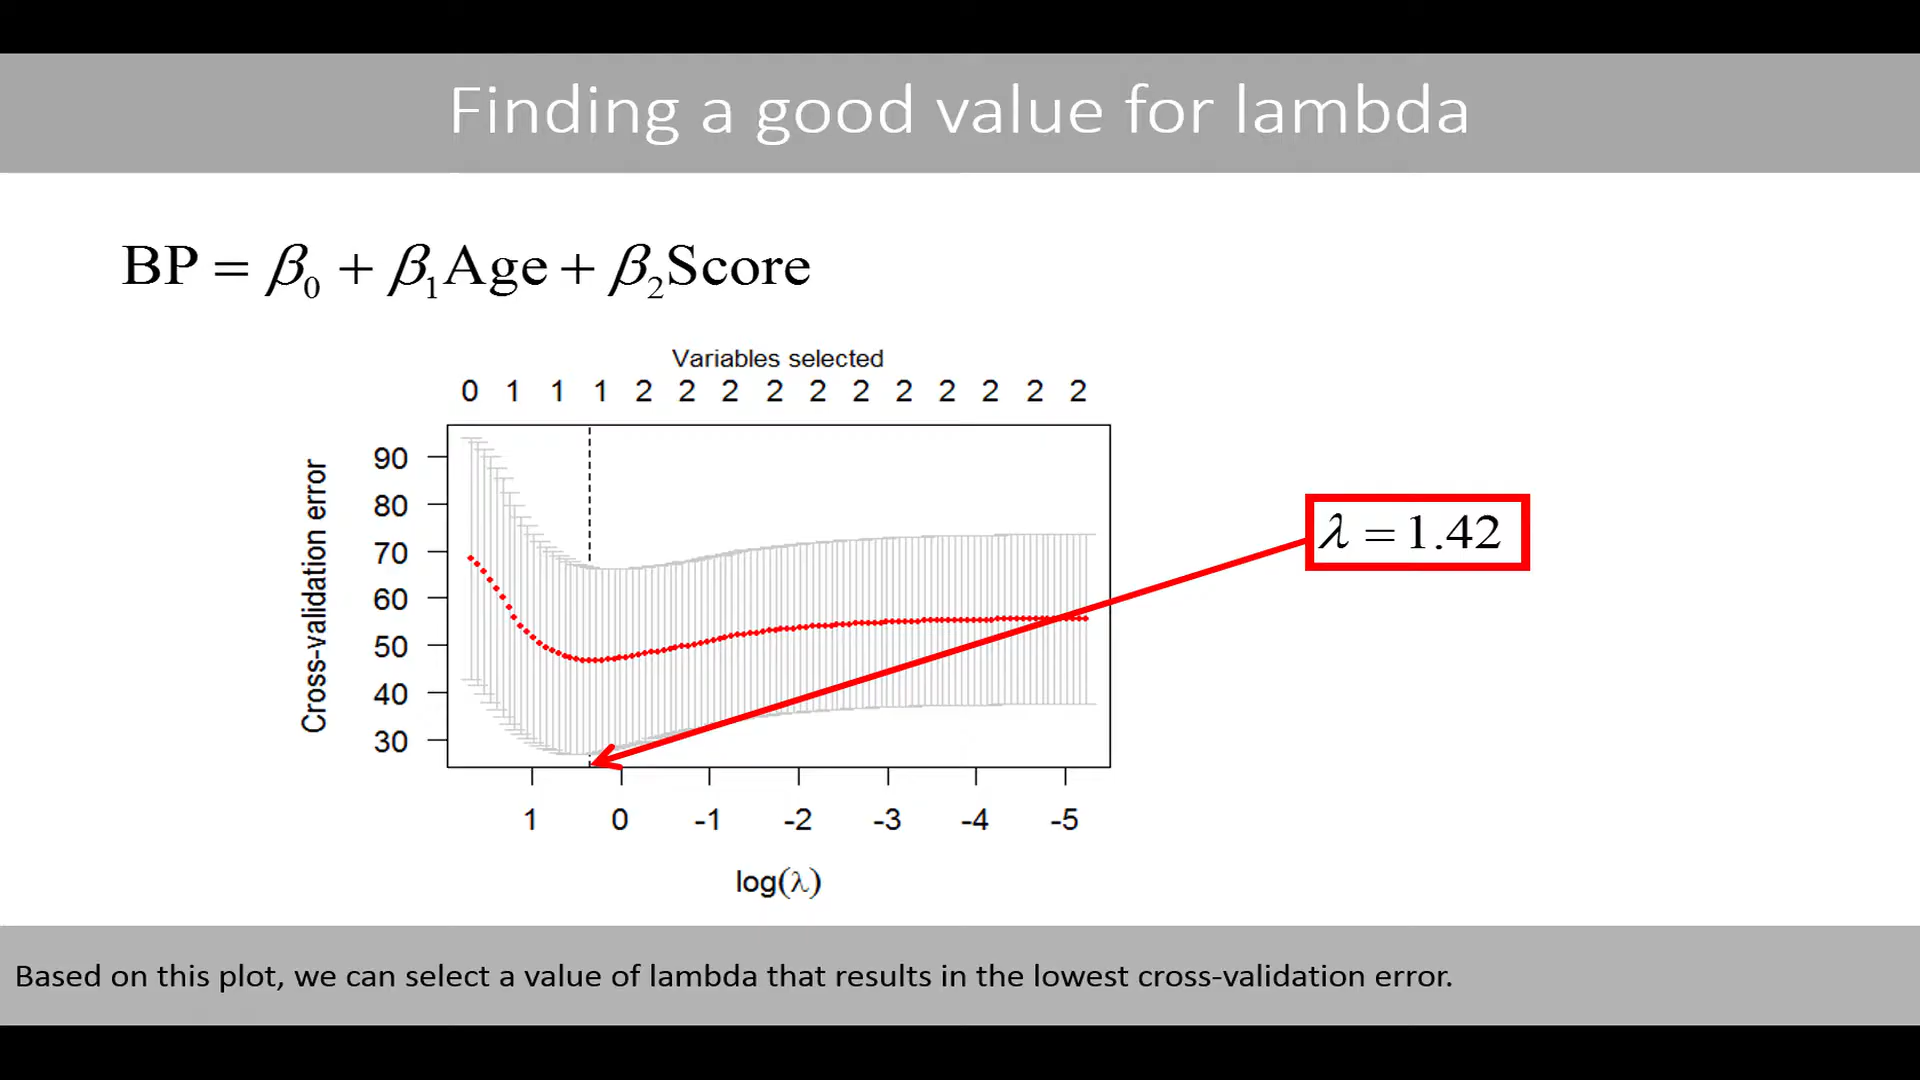 Finding a good value for lambda
BP = β₀ + β₁Age + β₂Score
Variables selected
0 1 1 1 2 2 2 2 2 2 2 2 2 2 2
Cross-validation error
90
80
70
60
50
40
30
λ = 1.42
1 0 -1 -2 -3 -4 -5
log(λ)
Based on this plot, we can select a value of lambda that results in the lowest cross-validation error.